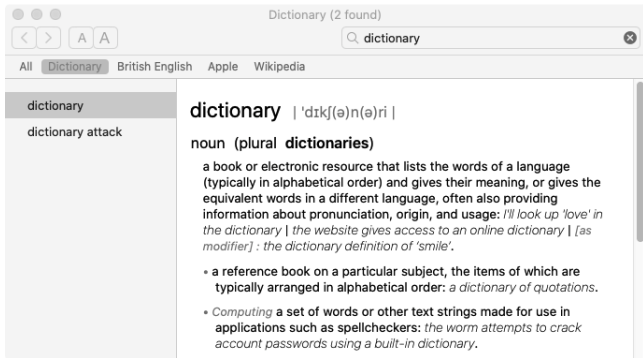 Dictionary (2 found)
A A
dictionary
All Dictionary British English Apple Wikipedia
dictionary
dictionary attack
dictionary | ˈdɪkʃ(ə)n(ə)ri |
noun (plural dictionaries)
a book or electronic resource that lists the words of a language
(typically in alphabetical order) and gives their meaning, or gives the
equivalent words in a different language, often also providing
information about pronunciation, origin, and usage: I'll look up 'love' in
the dictionary | the website gives access to an online dictionary | [as
modifier] : the dictionary definition of ‘smile’.
• a reference book on a particular subject, the items of which are
typically arranged in alphabetical order: a dictionary of quotations.
• Computing a set of words or other text strings made for use in
applications such as spellcheckers: the worm attempts to crack
account passwords using a built-in dictionary.